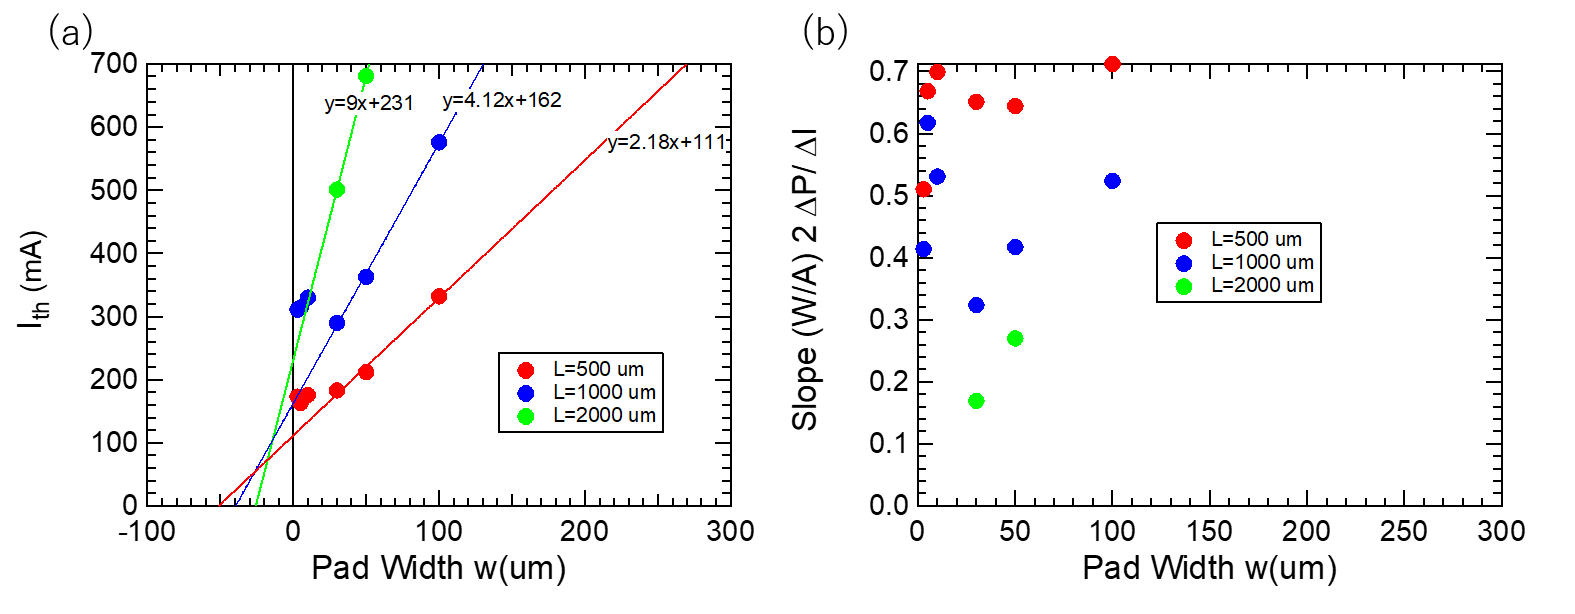 (a)
700
600
500
400
300
200
100
0
I_th (mA)
y=9x+231
y=4.12x+162
y=2.18x+111
L=500 um
L=1000 um
L=2000 um
-100 0 100 200 300
Pad Width w(um)
(b)
0.7
0.6
0.5
0.4
0.3
0.2
0.1
0.0
Slope (W/A) 2 ΔP/ ΔI
L=500 um
L=1000 um
L=2000 um
0 50 100 150 200 250 300
Pad Width w(um)